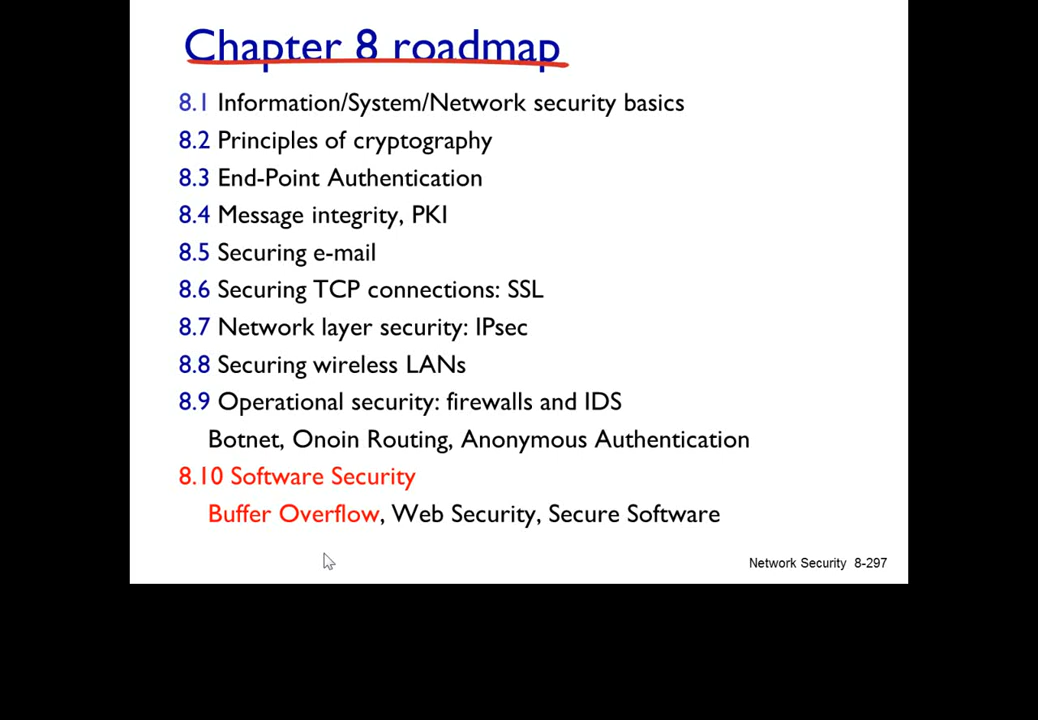 Chapter 8 roadmap
8.1 Information/System/Network security basics
8.2 Principles of cryptography
8.3 End-Point Authentication
8.4 Message integrity, PKI
8.5 Securing e-mail
8.6 Securing TCP connections: SSL
8.7 Network layer security: IPsec
8.8 Securing wireless LANs
8.9 Operational security: firewalls and IDS
Botnet, Onoin Routing, Anonymous Authentication
8.10 Software Security
Buffer Overflow, Web Security, Secure Software
Network Security 8-297